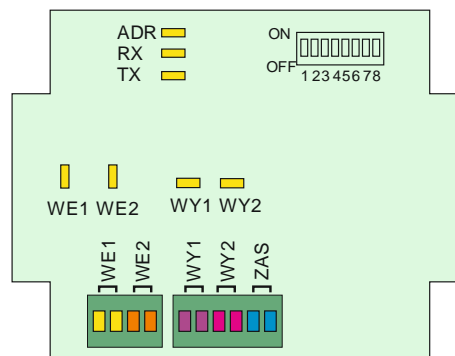 ADR
RX
TX
ON
OFF
1 2 3 4 5 6 7 8
WE1 WE2 WY1 WY2
WE1
WE2
WY1
WY2
ZAS